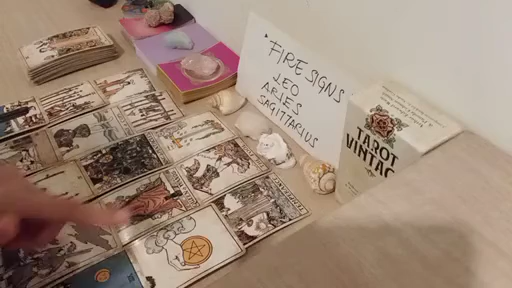 FIRE SIGNS
LEO
ARIES
SAGITTARIUS
TAROT
VINTAG